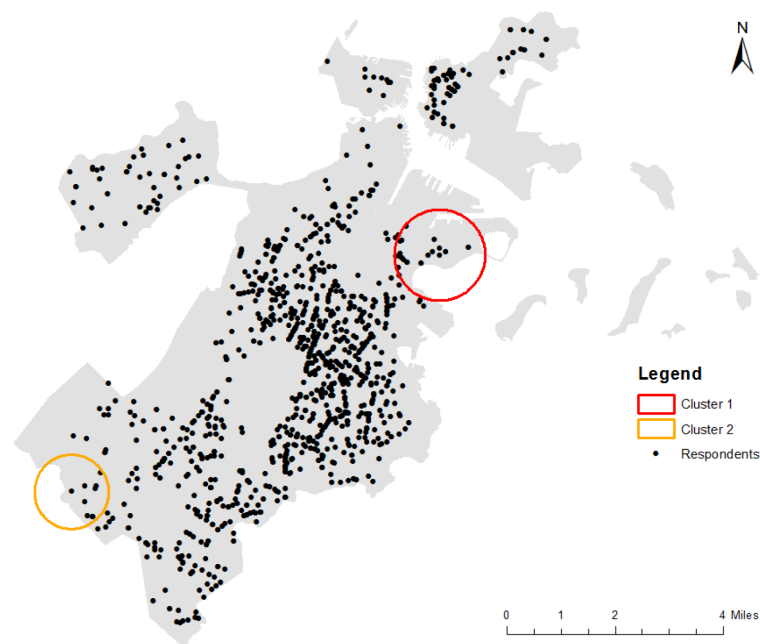 N
Legend
Cluster 1
Cluster 2
Respondents
0 1 2 4 Miles